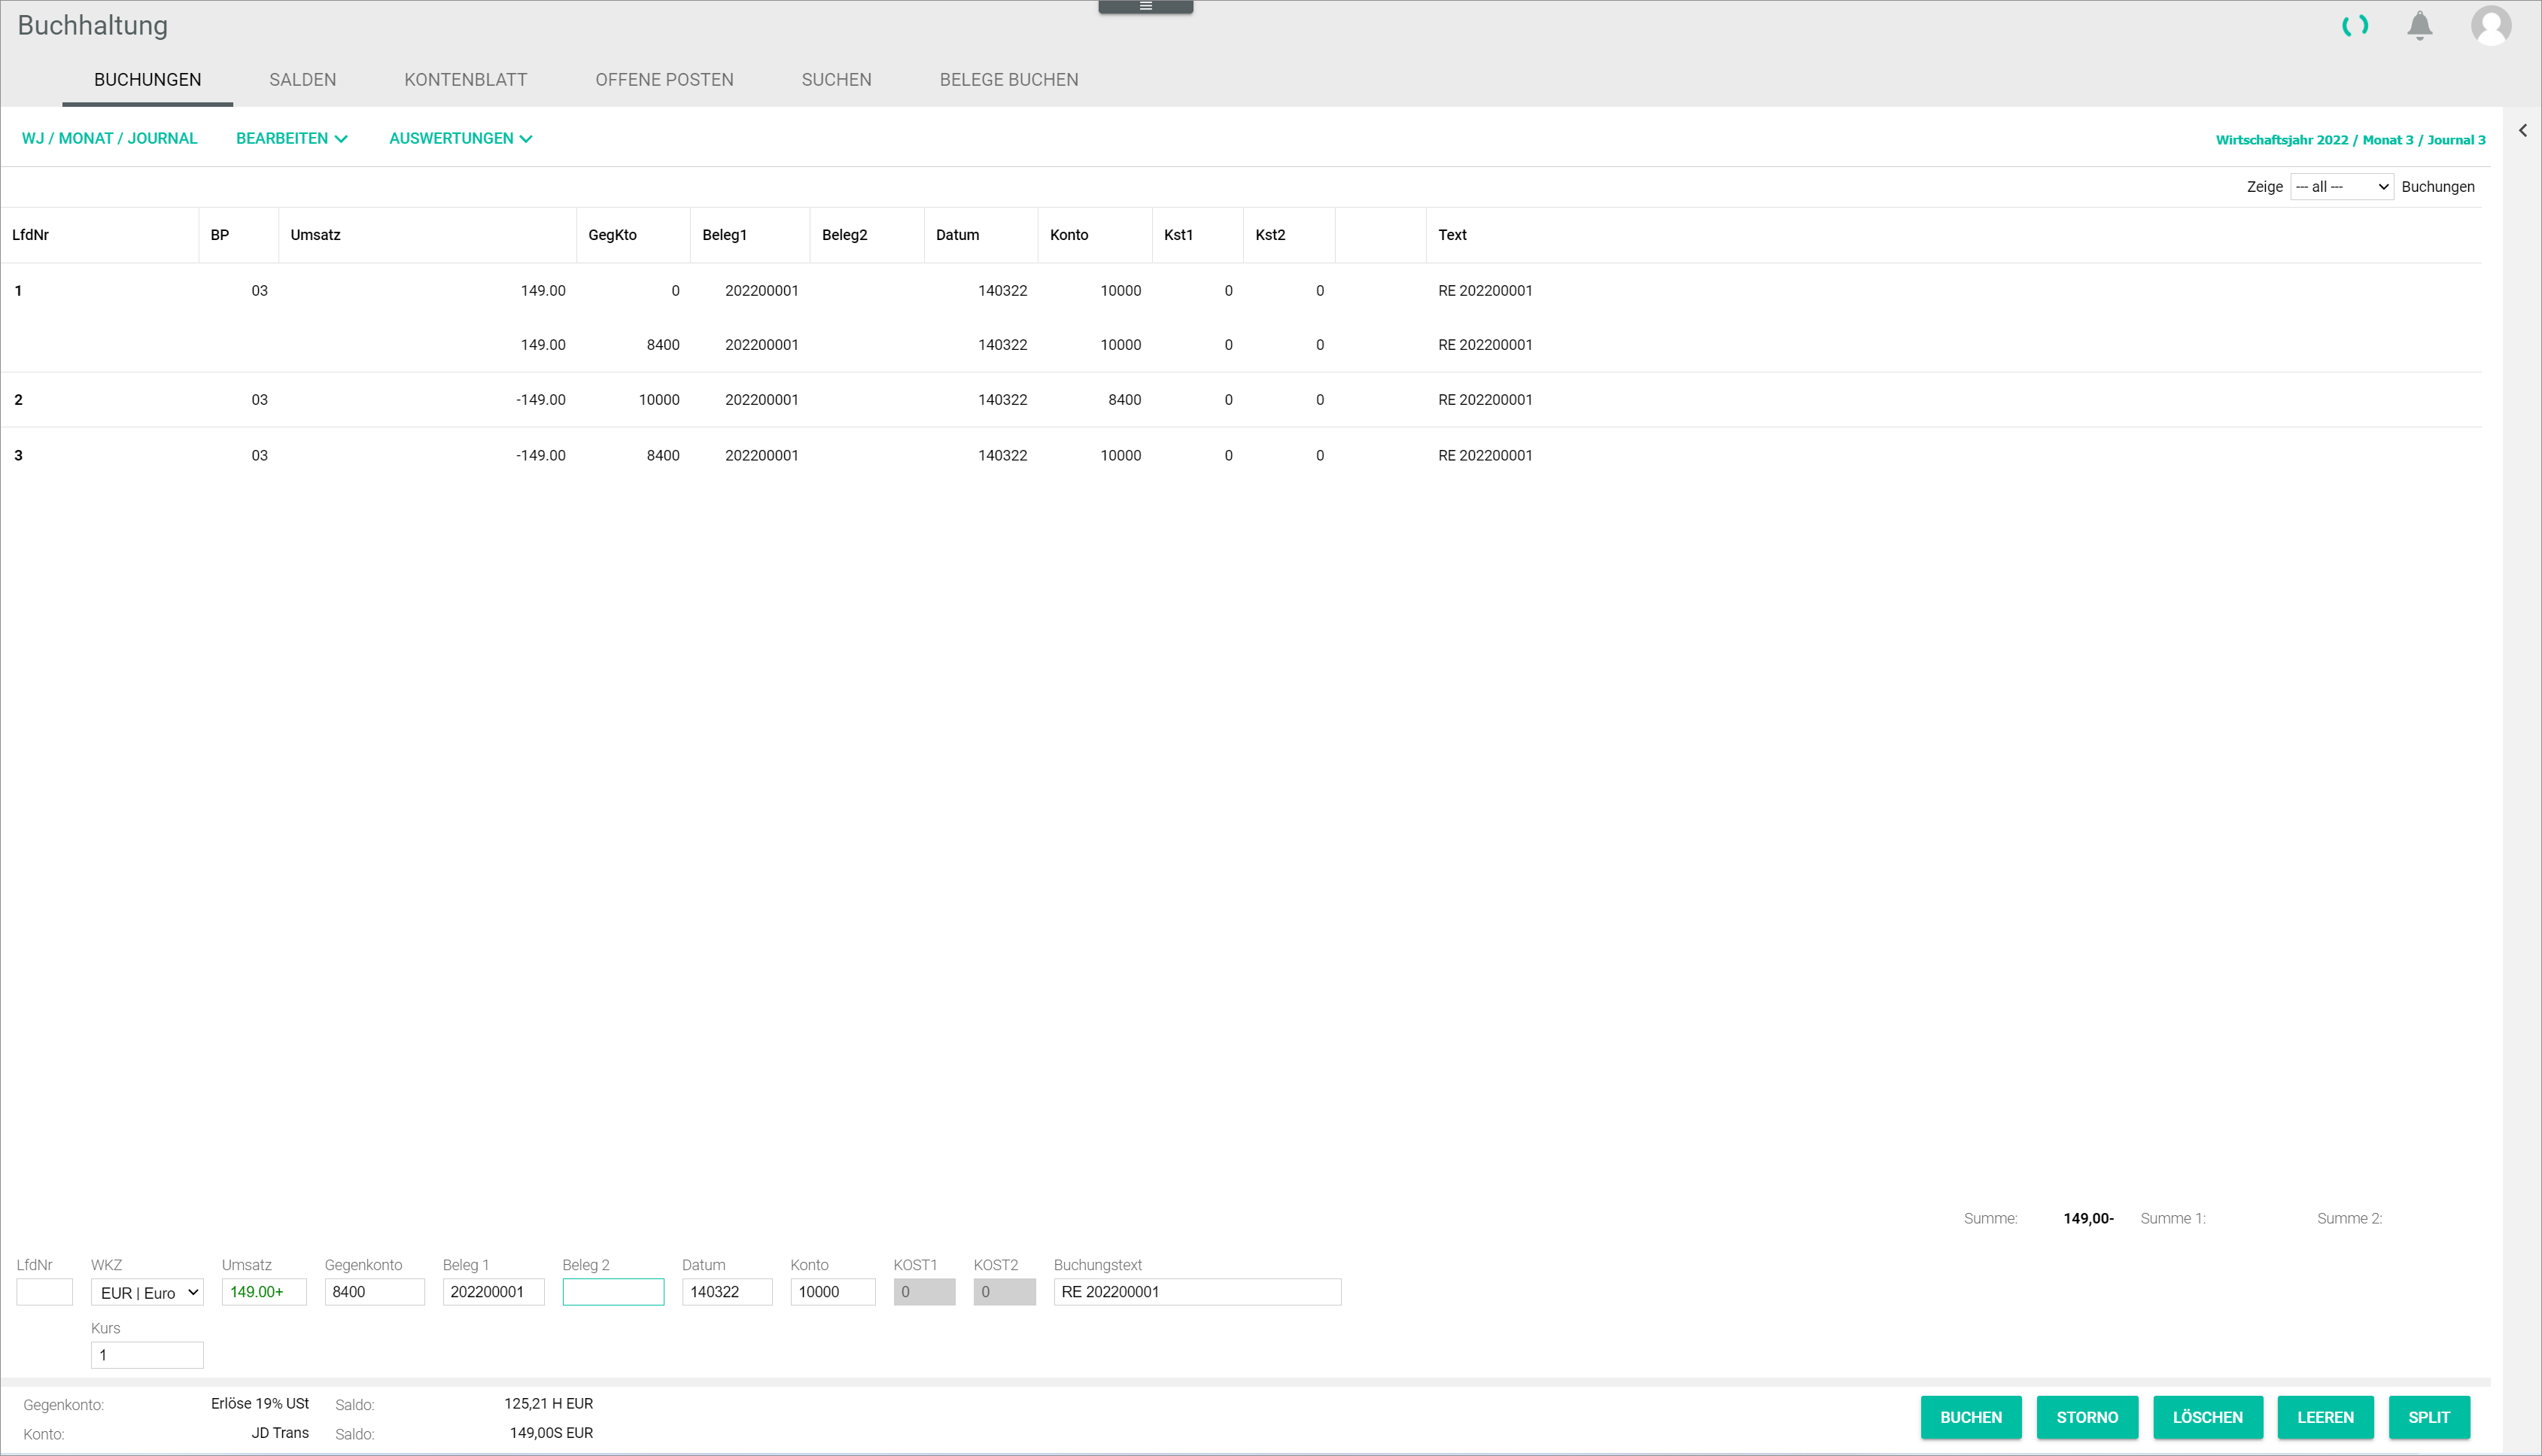 Buchhaltung
BUCHUNGEN SALDEN KONTENBLATT OFFENE POSTEN SUCHEN BELEGE BUCHEN
WJ / MONAT / JOURNAL BEARBEITEN AUSWERTUNGEN Wirtschaftsjahr 2022 / Monat 3 / Journal 3
Zeige --- all --- Buchungen
LfdNr BP Umsatz GegKto Beleg1 Beleg2 Datum Konto Kst1 Kst2 Text
1 03 149.00 0 202200001 140322 10000 0 0 RE 202200001
149.00 8400 202200001 140322 10000 0 0 RE 202200001
2 03 -149.00 10000 202200001 140322 8400 0 0 RE 202200001
3 03 -149.00 8400 202200001 140322 10000 0 0 RE 202200001
Summe: 149,00- Summe 1: Summe 2:
LfdNr WKZ Umsatz Gegenkonto Beleg 1 Beleg 2 Datum Konto KOST1 KOST2 Buchungstext
EUR | Euro 149.00+ 8400 202200001 140322 10000 0 0 RE 202200001
Kurs
1
Gegenkonto: Erlöse 19% USt Saldo: 125,21 H EUR
Konto: JD Trans Saldo: 149,00S EUR
BUCHEN STORNO LÖSCHEN LEEREN SPLIT